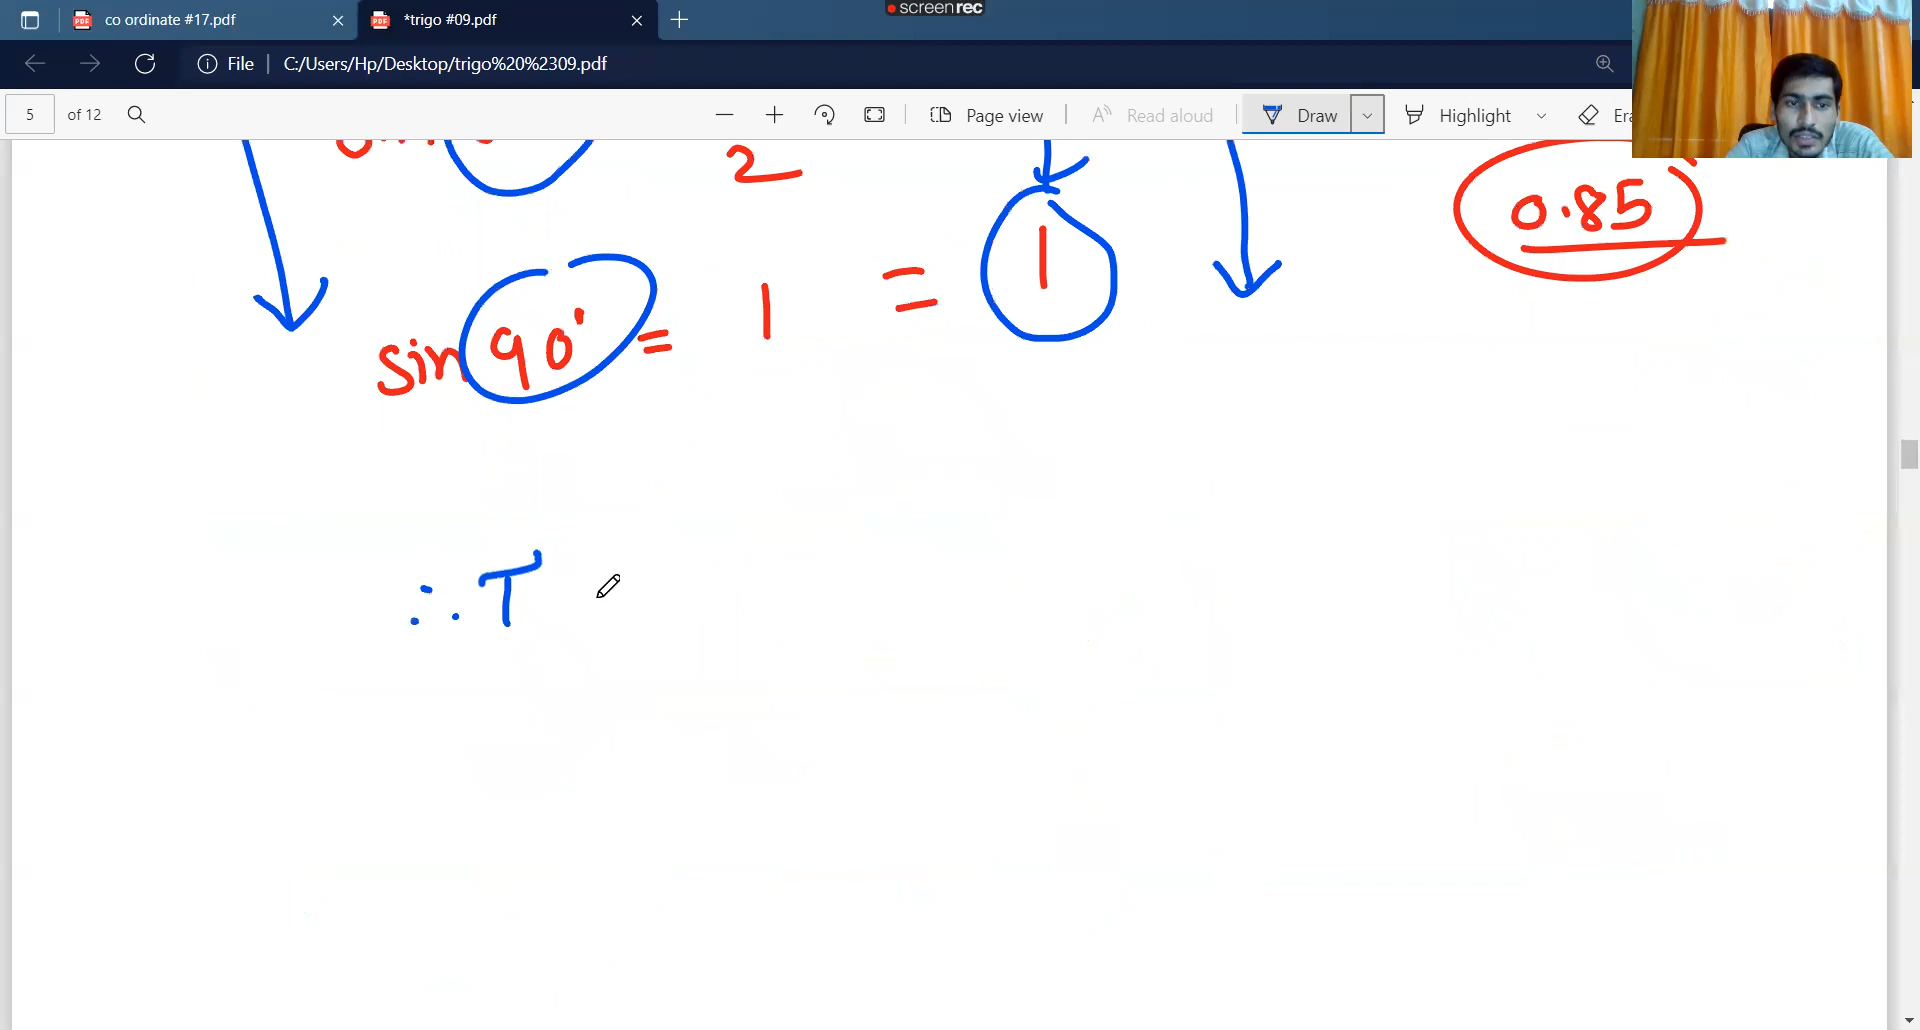 co ordinate #17.pdf
*trigo #09.pdf
screenrec
File
C:/Users/Hp/Desktop/trigo%20%2309.pdf
5 of 12
Page view
Read aloud
Draw
Highlight
2
0.85
sin 90° = 1 = 1
∴ T